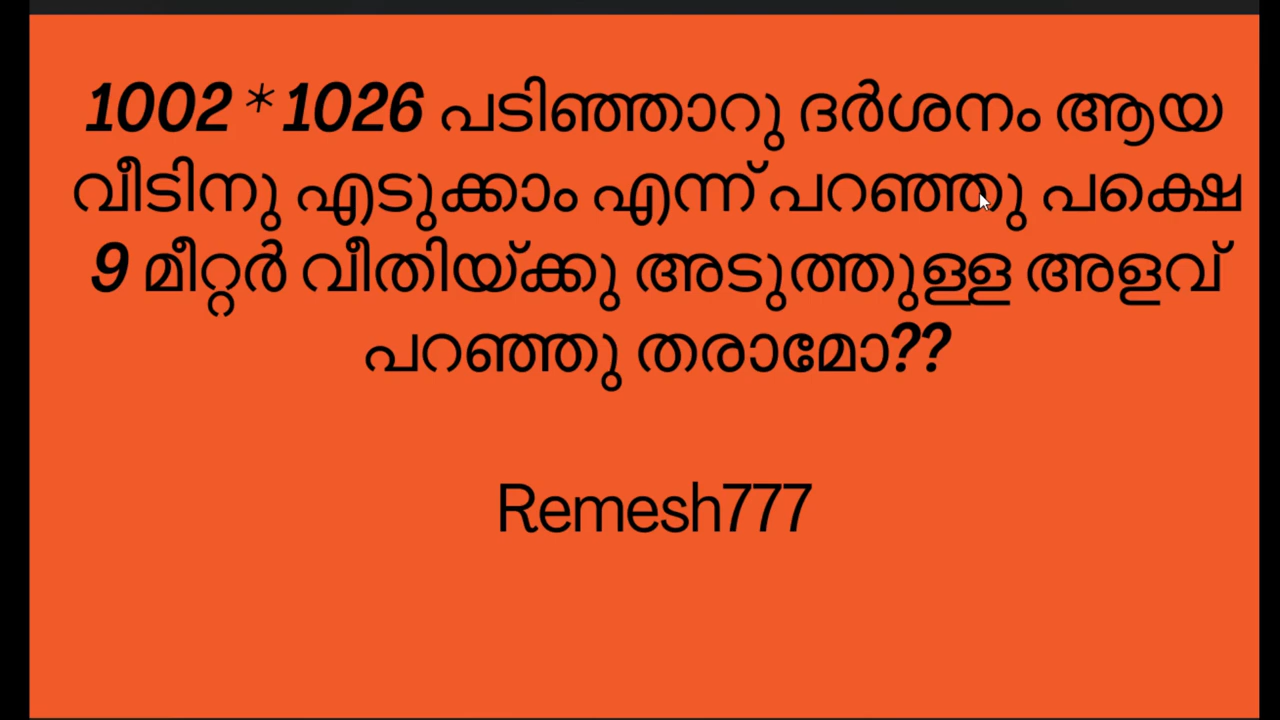 1002 * 1026 പടിഞ്ഞാറു ദർശനം ആയ
വീടിനു എടുക്കാം എന്ന് പറഞ്ഞു പക്ഷെ
9 മീറ്റർ വീതിയ്ക്കു അടുത്തുള്ള അളവ്
പറഞ്ഞു തരാമോ??
Remesh777